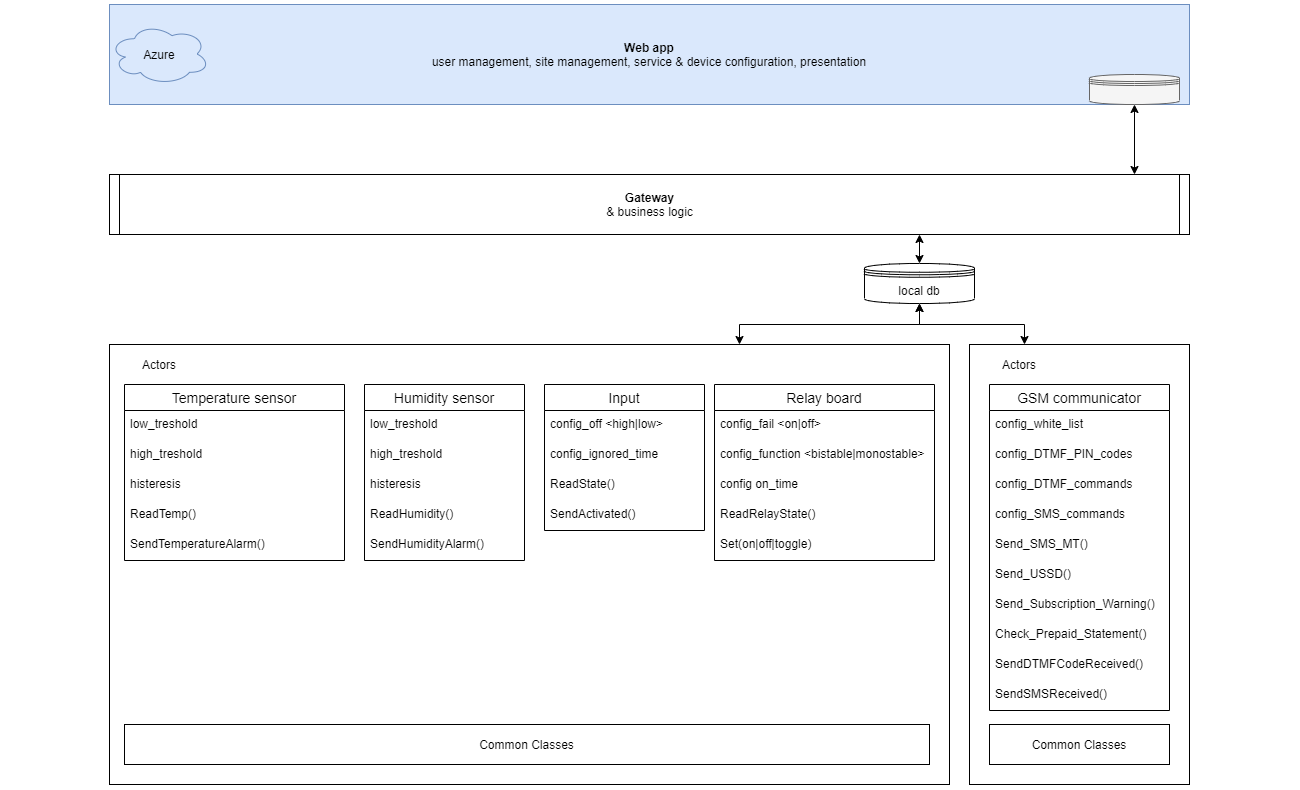 Azure
Web app
user management, site management, service & device configuration, presentation
Gateway
& business logic
local db
Actors
Temperature sensor
low_treshold
high_treshold
histeresis
ReadTemp()
SendTemperatureAlarm()
Humidity sensor
low_treshold
high_treshold
histeresis
ReadHumidity()
SendHumidityAlarm()
Input
config_off <high|low>
config_ignored_time
ReadState()
SendActivated()
Relay board
config_fail <on|off>
config_function <bistable|monostable>
config on_time
ReadRelayState()
Set(on|off|toggle)
Common Classes
Actors
GSM communicator
config_white_list
config_DTMF_PIN_codes
config_DTMF_commands
config_SMS_commands
Send_SMS_MT()
Send_USSD()
Send_Subscription_Warning()
Check_Prepaid_Statement()
SendDTMFCodeReceived()
SendSMSReceived()
Common Classes